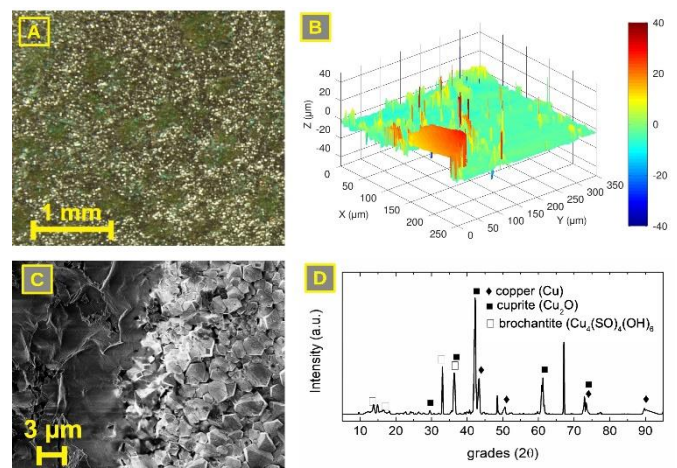 A
1 mm
B
40
20
0
-20
-40
Z (µm)
0
50
100
150
200
250
X (µm)
0
50
100
150
200
250
300
350
Y (µm)
40
20
0
-20
-40
C
3 µm
D
■ ♦ copper (Cu)
■ cuprite (Cu₂O)
□ brochantite (Cu₄(SO)₄(OH)₆
Intensity (a.u.)
10 20 30 40 50 60 70 80 90
grades (2θ)